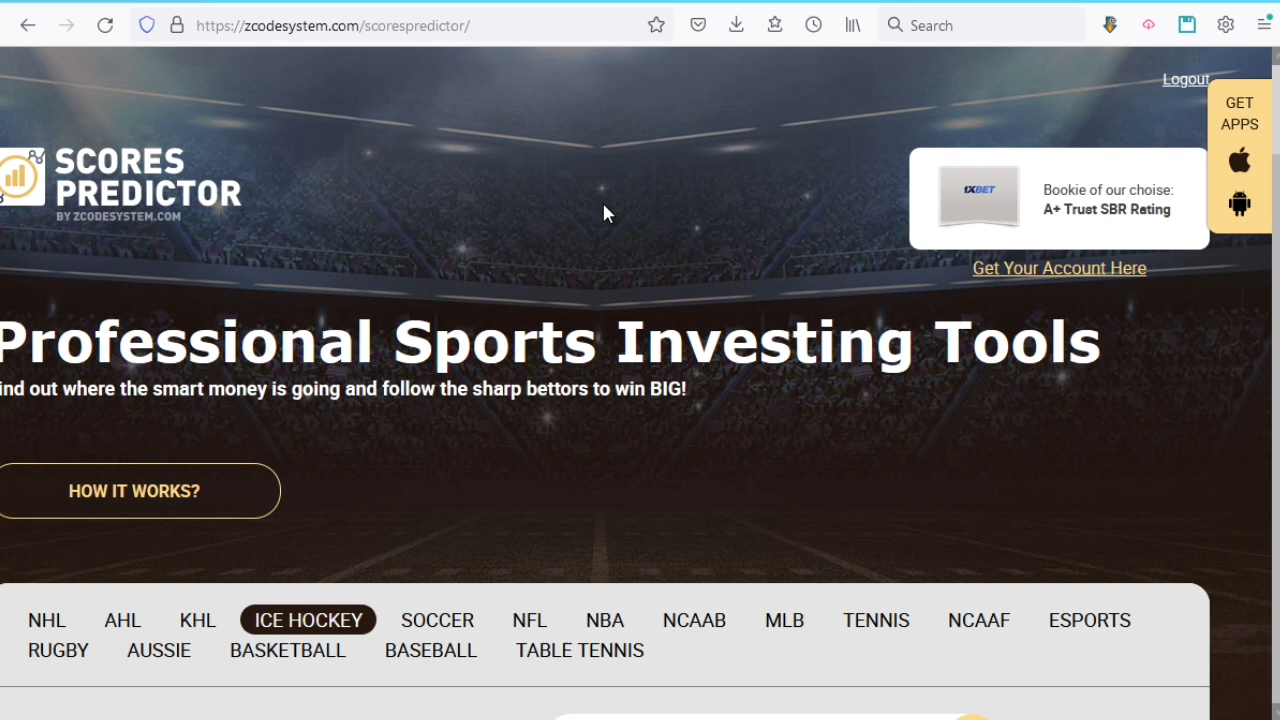 https://zcodesystem.com/scorespredictor/
Search
Logout
GET
APPS
SCORES
PREDICTOR
BY ZCODESYSTEM.COM
1XBET
Bookie of our choise:
A+ Trust SBR Rating
Get Your Account Here
Professional Sports Investing Tools
ind out where the smart money is going and follow the sharp bettors to win BIG!
HOW IT WORKS?
NHL AHL KHL ICE HOCKEY SOCCER NFL NBA NCAAB MLB TENNIS NCAAF ESPORTS
RUGBY AUSSIE BASKETBALL BASEBALL TABLE TENNIS